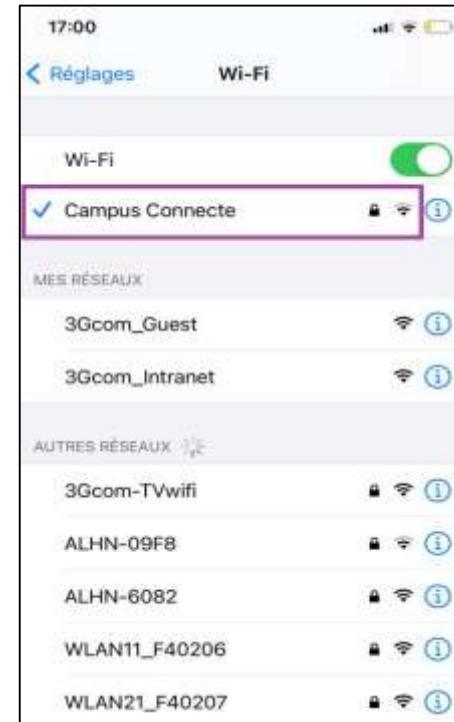 17:00
Réglages Wi-Fi
Wi-Fi
Campus Connecte
MES RÉSEAUX
3Gcom_Guest
3Gcom_Intranet
AUTRES RÉSEAUX
3Gcom-TVwifi
ALHN-09F8
ALHN-6082
WLAN11_F40206
WLAN21_F40207